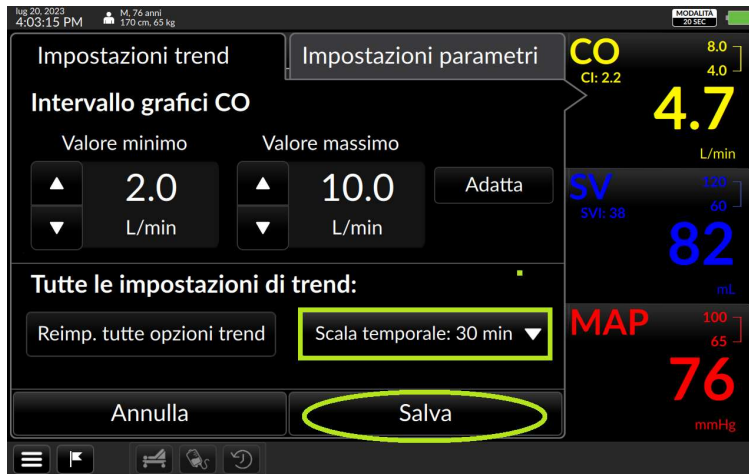 lug 20, 2023
4:03:15 PM
M, 76 anni
170 cm, 65 kg
MODALITÀ
20 SEC
Impostazioni trend
Impostazioni parametri
Intervallo grafici CO
Valore minimo
Valore massimo
2.0
L/min
10.0
L/min
Adatta
Tutte le impostazioni di trend:
Reimp. tutte opzioni trend
Scala temporale: 30 min
Annulla
Salva
CO
CI: 2.2
8.0
4.0
4.7
L/min
SV
SVI: 38
120
60
82
mL
MAP
100
65
76
mmHg